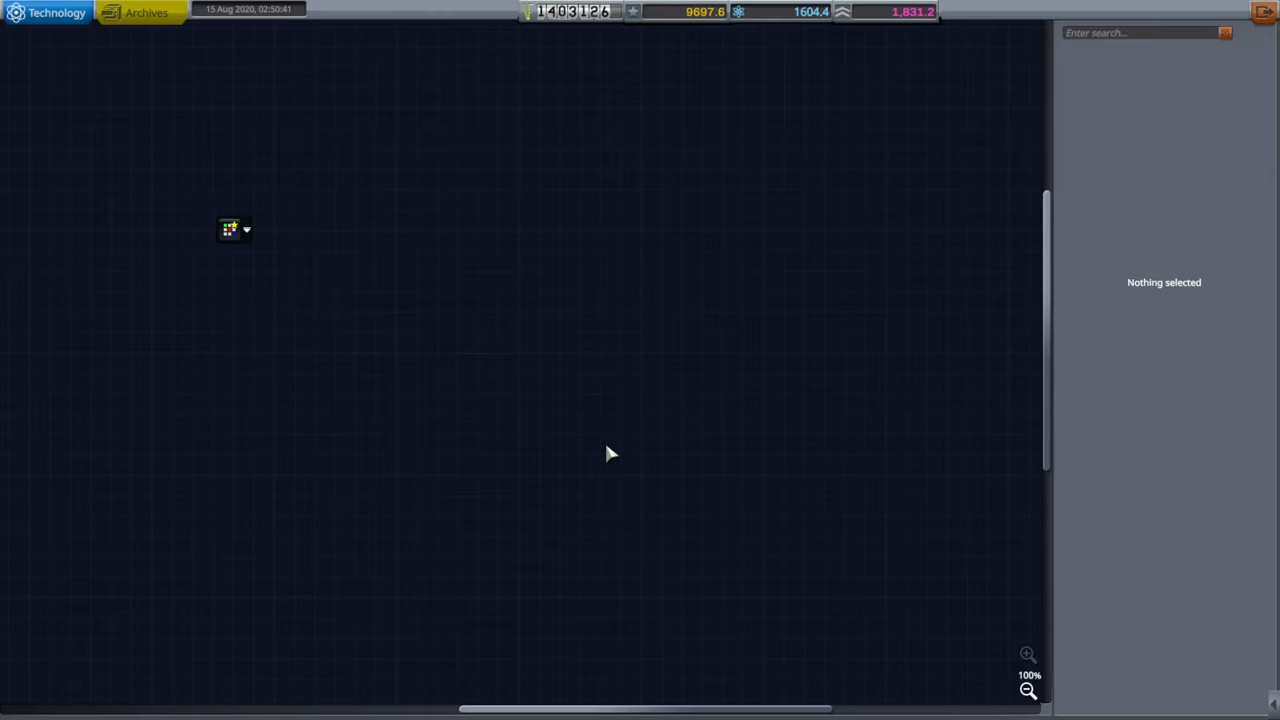 Technology
Archives
15 Aug 2020, 02:50:41
1403126
9697.6
1604.4
1,831.2
Enter search...
Nothing selected
100%